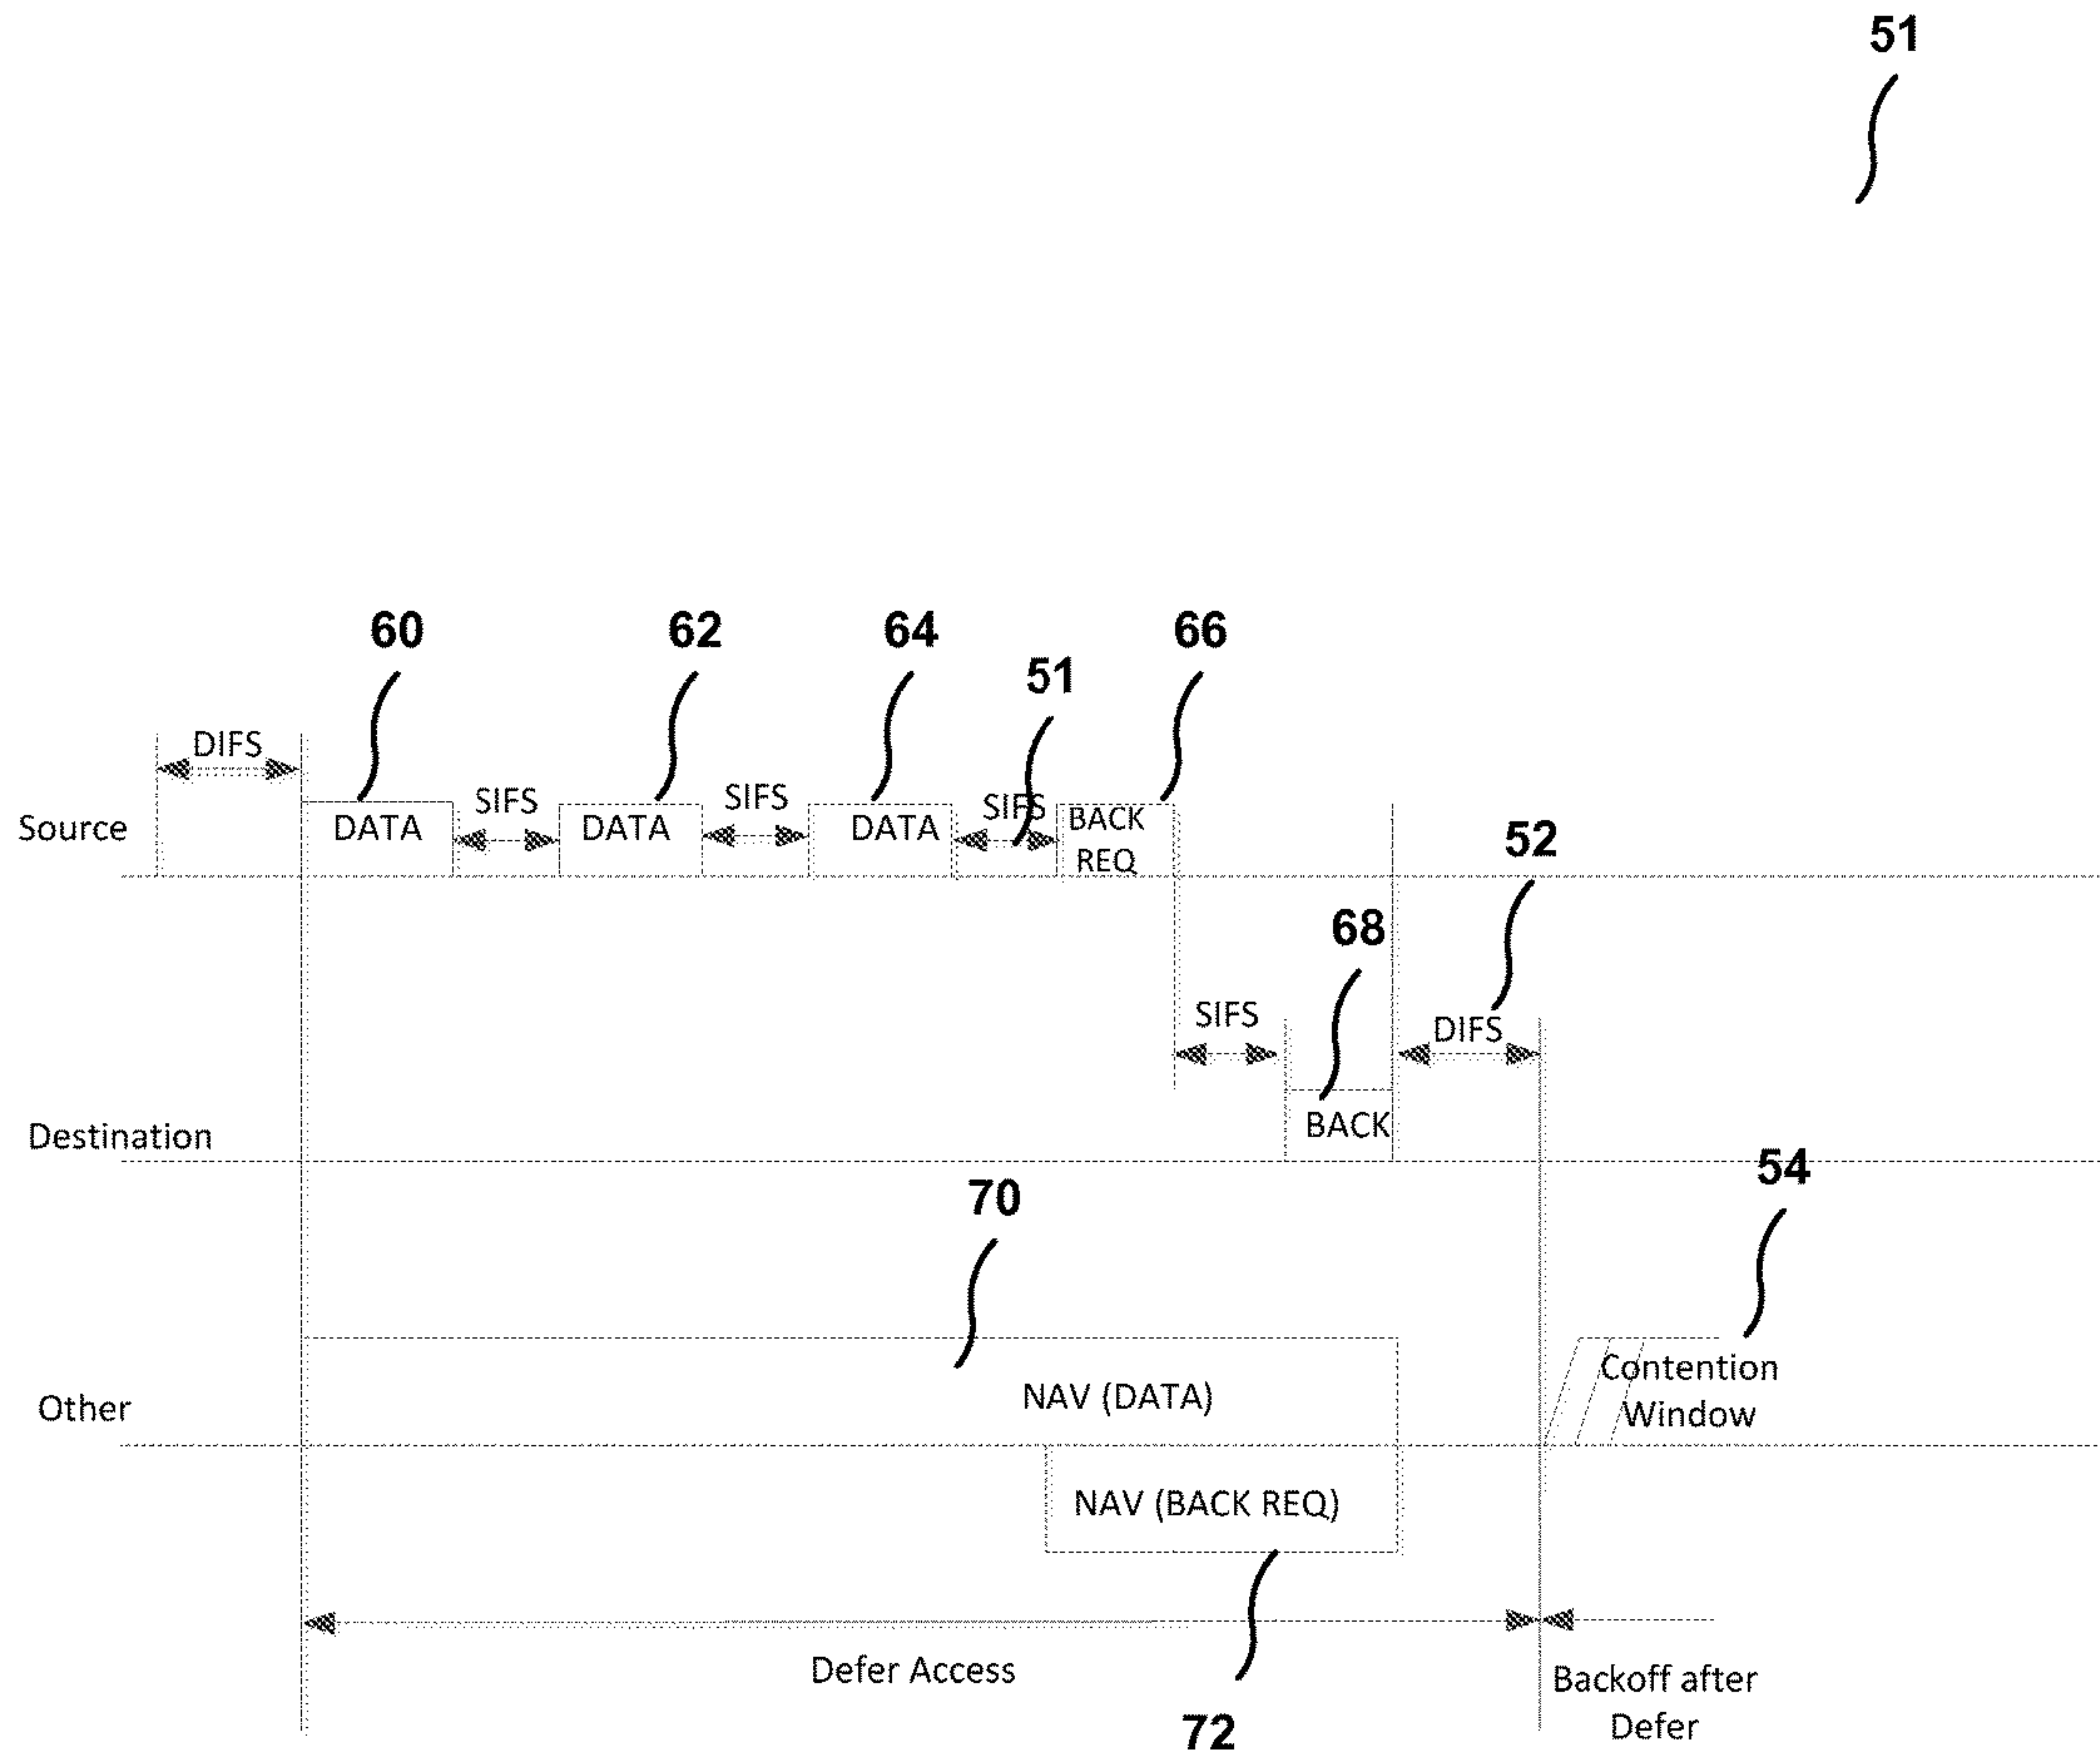 51
60
62
64
66
51
DIFS
SIFS
SIFS
SIFS
Source
DATA
DATA
DATA
BACK
REQ
52
68
SIFS
DIFS
BACK
Destination
54
70
Contention
Window
NAV (DATA)
Other
NAV (BACK REQ)
Defer Access
Backoff after
Defer
72